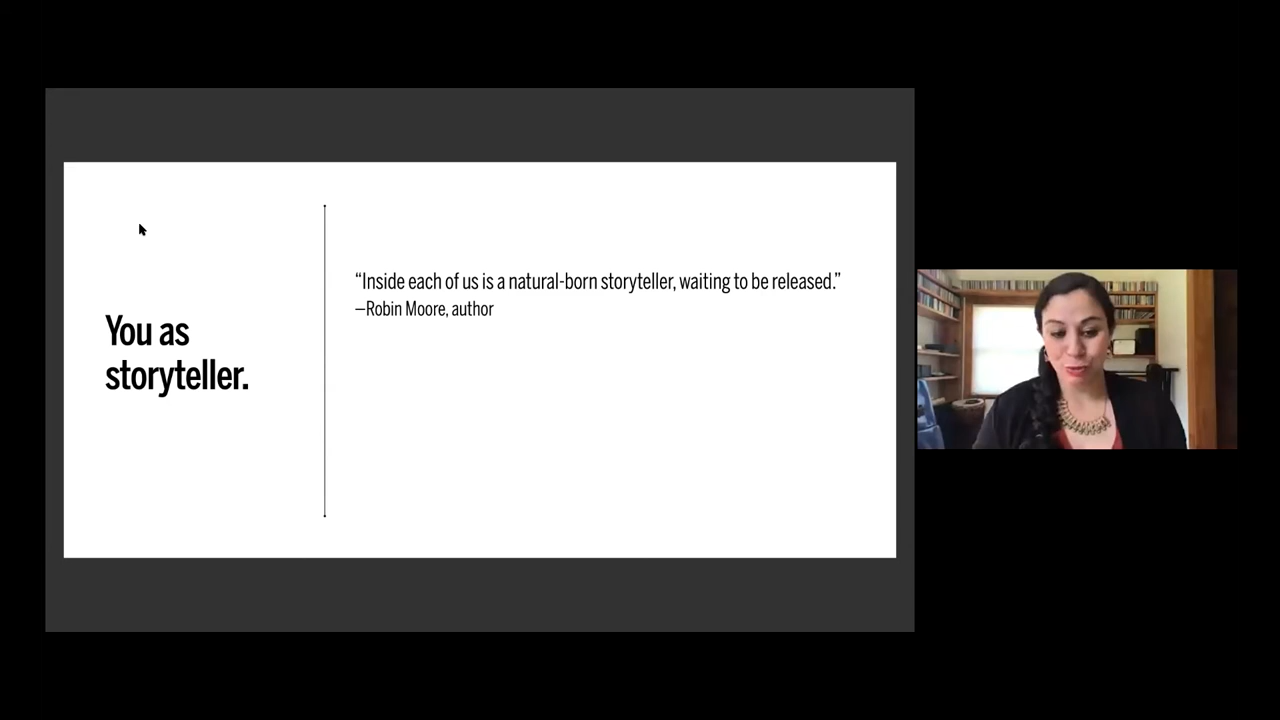 You as
storyteller.
“Inside each of us is a natural-born storyteller, waiting to be released.”
—Robin Moore, author